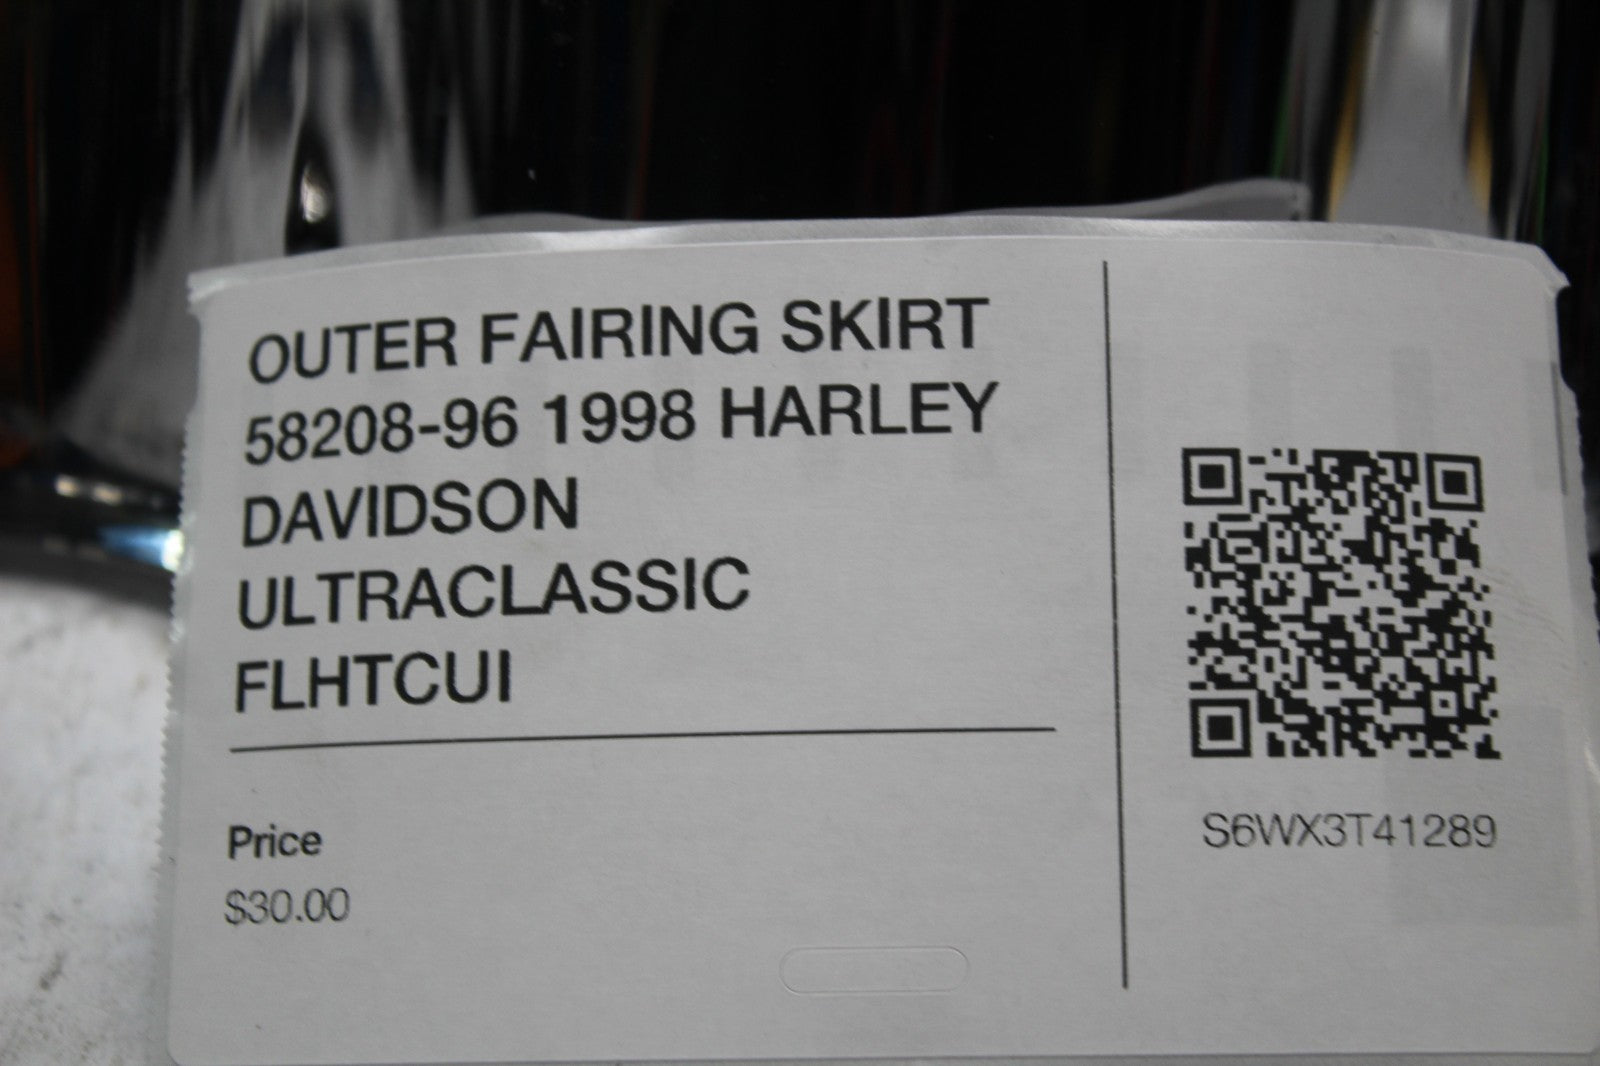 OUTER FAIRING SKIRT
58208-96 1998 HARLEY
DAVIDSON
ULTRACLASSIC
FLHTCUI
Price
$30.00
S6WX3T41289